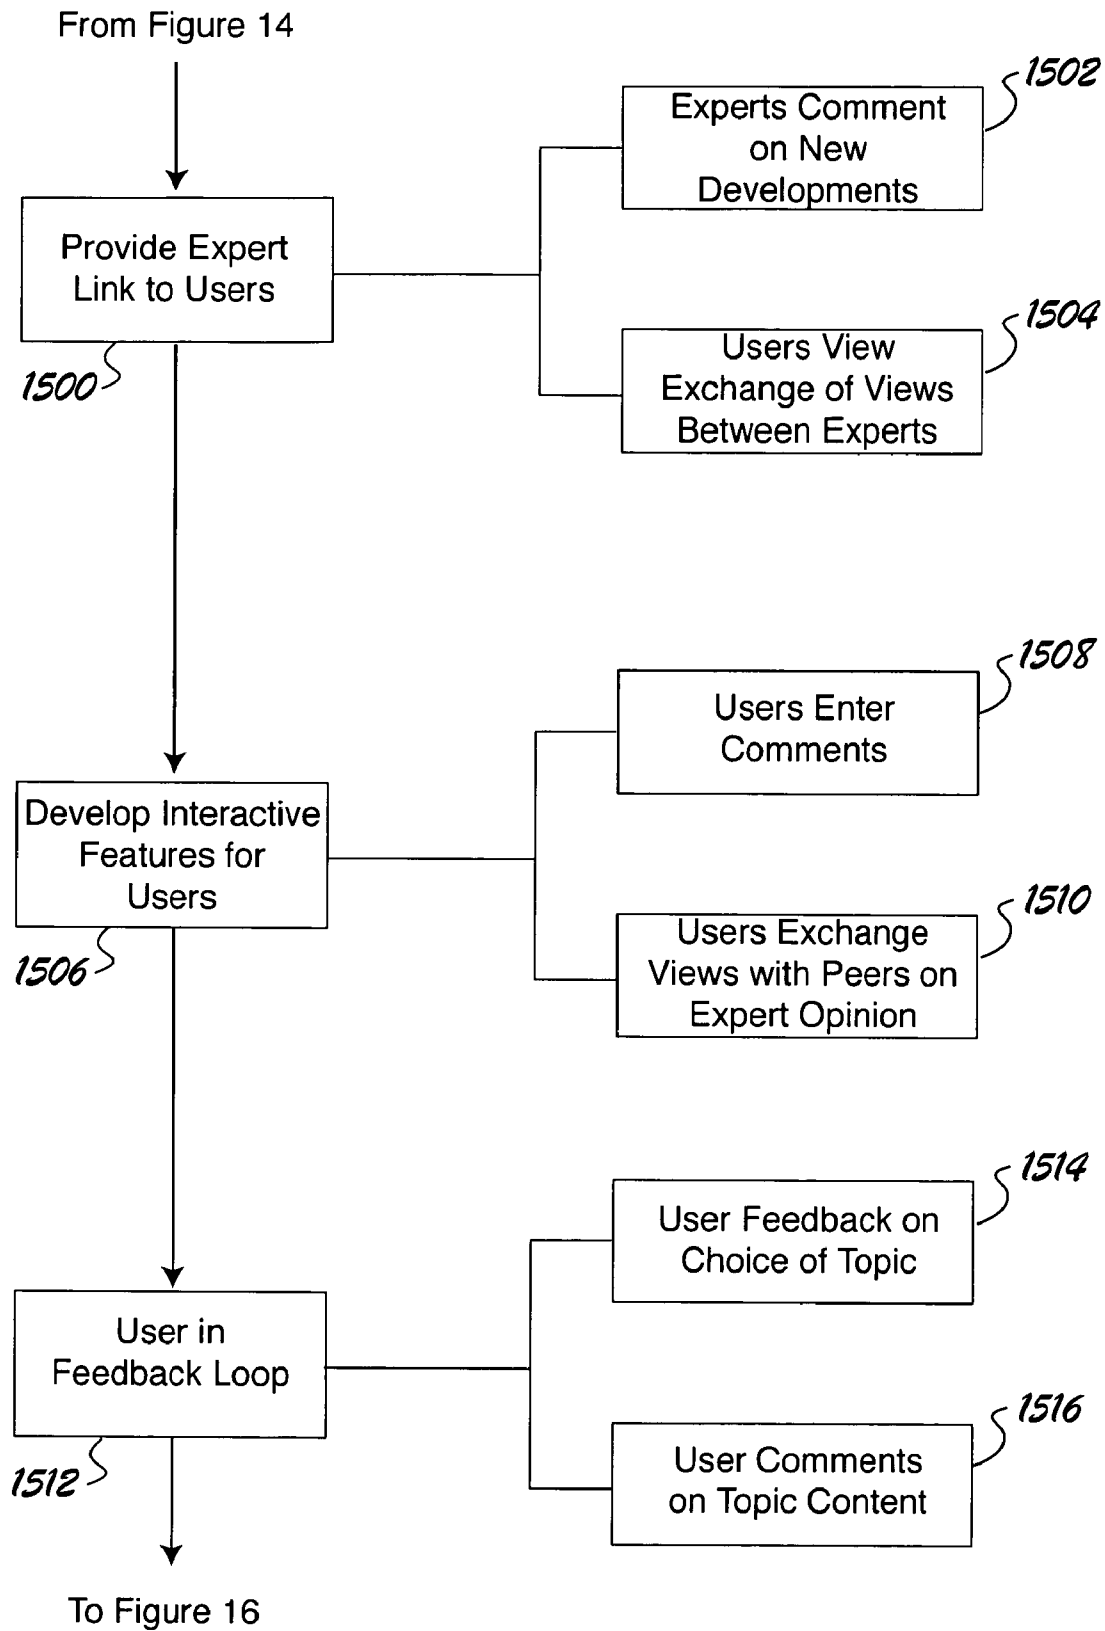 From Figure 14
1502
Experts Comment
on New
Developments
Provide Expert
Link to Users
1500
1504
Users View
Exchange of Views
Between Experts
1508
Users Enter
Comments
Develop Interactive
Features for
Users
1506
1510
Users Exchange
Views with Peers on
Expert Opinion
1514
User Feedback on
Choice of Topic
User in
Feedback Loop
1512
1516
User Comments
on Topic Content
To Figure 16